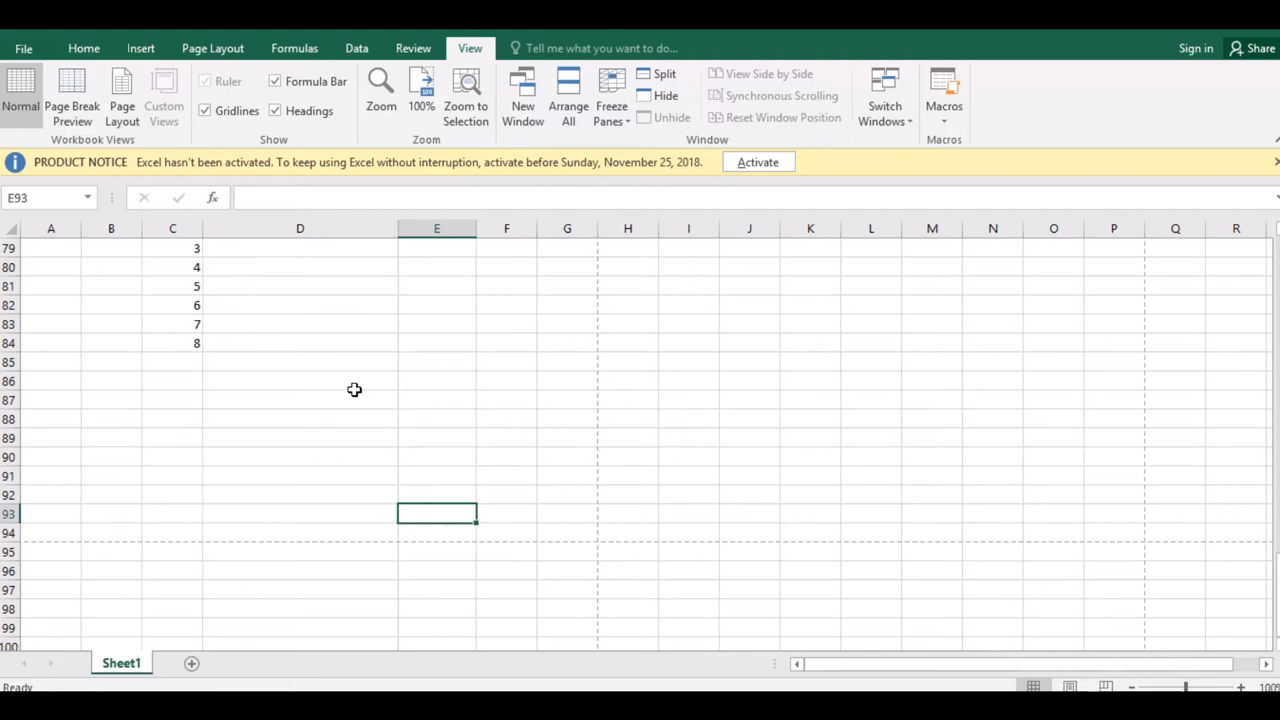 File Home Insert Page Layout Formulas Data Review View Tell me what you want to do... Sign in Share
Normal Page Break Preview Page Layout Custom Views
Workbook Views
Ruler Formula Bar
Gridlines Headings
Show
Zoom 100% Zoom to Selection
Zoom
New Window Arrange All Freeze Panes
Split
Hide
Unhide
View Side by Side
Synchronous Scrolling
Reset Window Position
Switch Windows
Window
Macros
Macros
PRODUCT NOTICE Excel hasn't been activated. To keep using Excel without interruption, activate before Sunday, November 25, 2018. Activate
E93 fx
A B C D E F G H I J K L M N O P Q R
79 3
80 4
81 5
82 6
83 7
84 8
85
86
87
88
89
90
91
92
93
94
95
96
97
98
99
100
Sheet1
Ready 100%